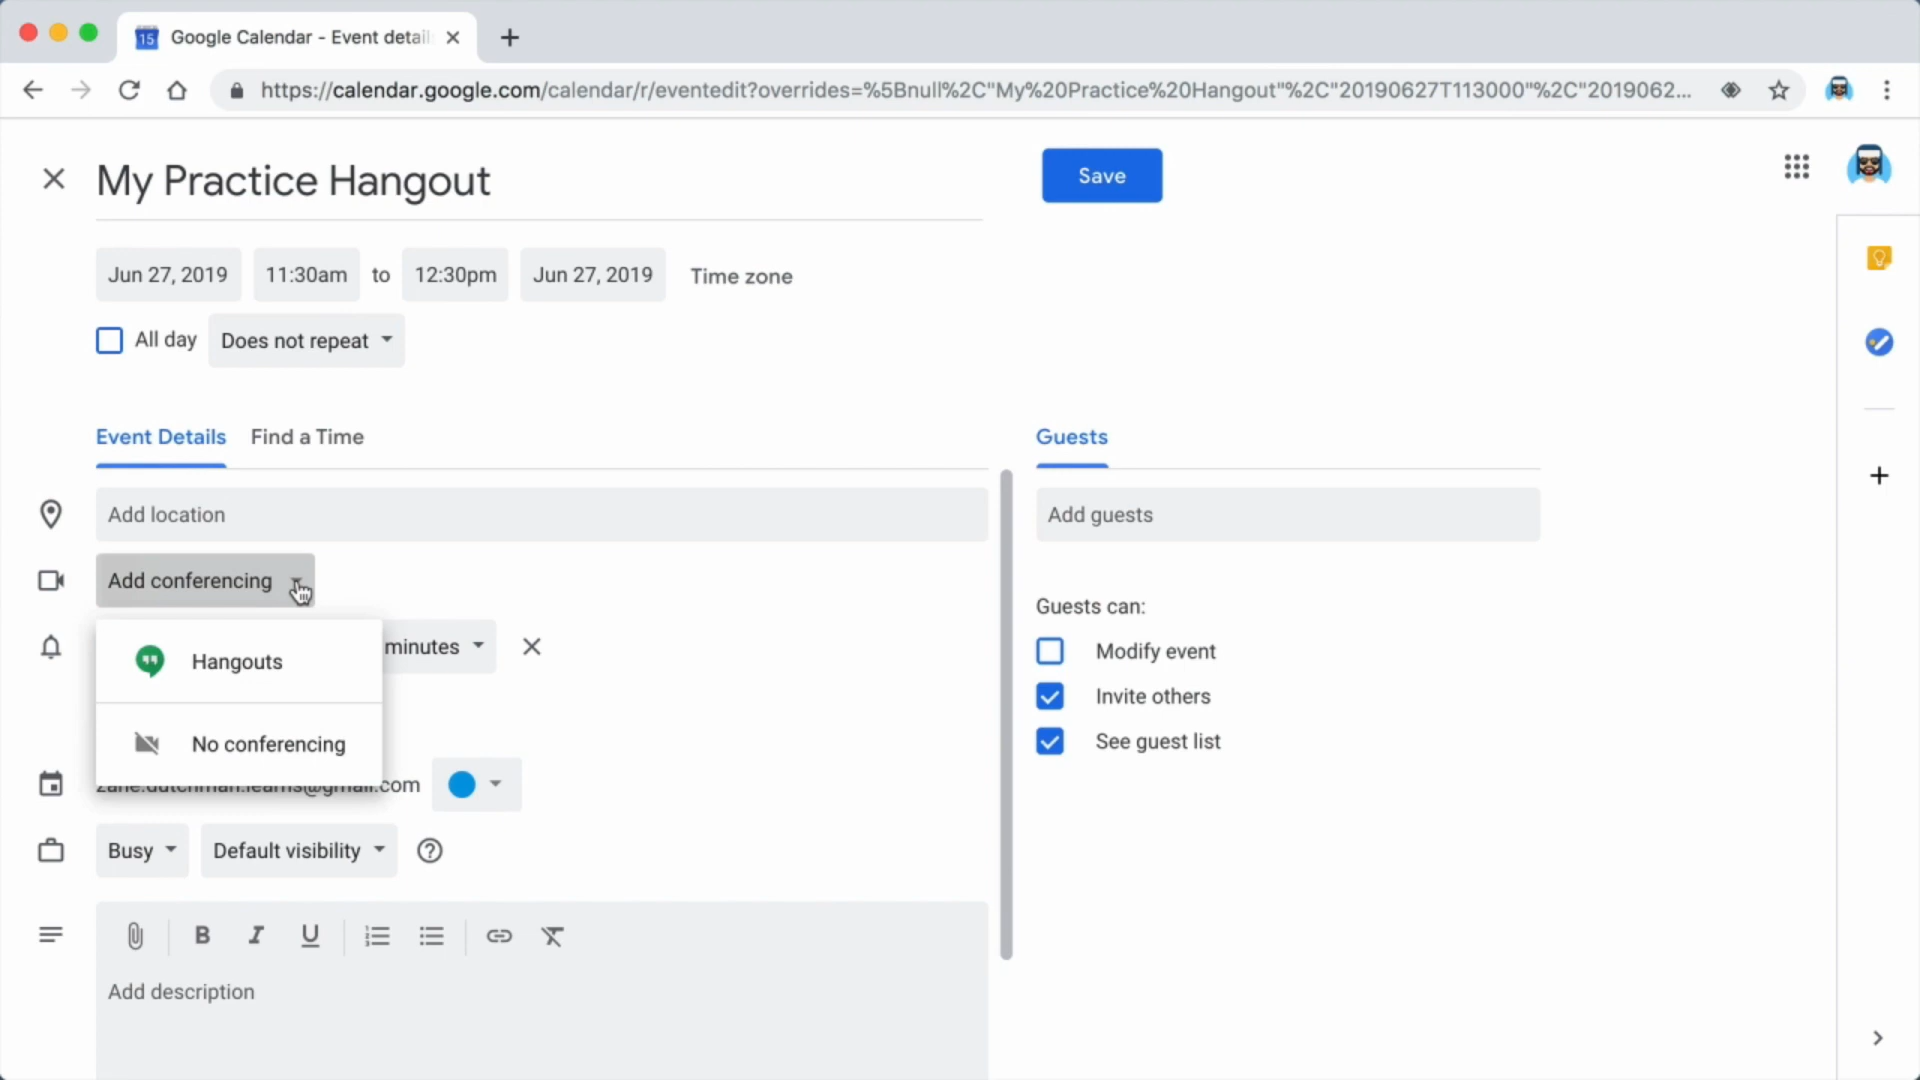 15 Google Calendar - Event detail
https://calendar.google.com/calendar/r/eventedit?overrides=%5Bnull%2C"My%20Practice%20Hangout"%2C"20190627T113000"%2C"2019062...
My Practice Hangout
Save
Jun 27, 2019 11:30am to 12:30pm Jun 27, 2019 Time zone
All day Does not repeat
Event Details Find a Time
Guests
Add location
Add guests
Add conferencing
Guests can:
minutes
Modify event
Hangouts
Invite others
No conferencing
See guest list
zane.dutchman.learns@gmail.com
Busy Default visibility
B I U
Add description